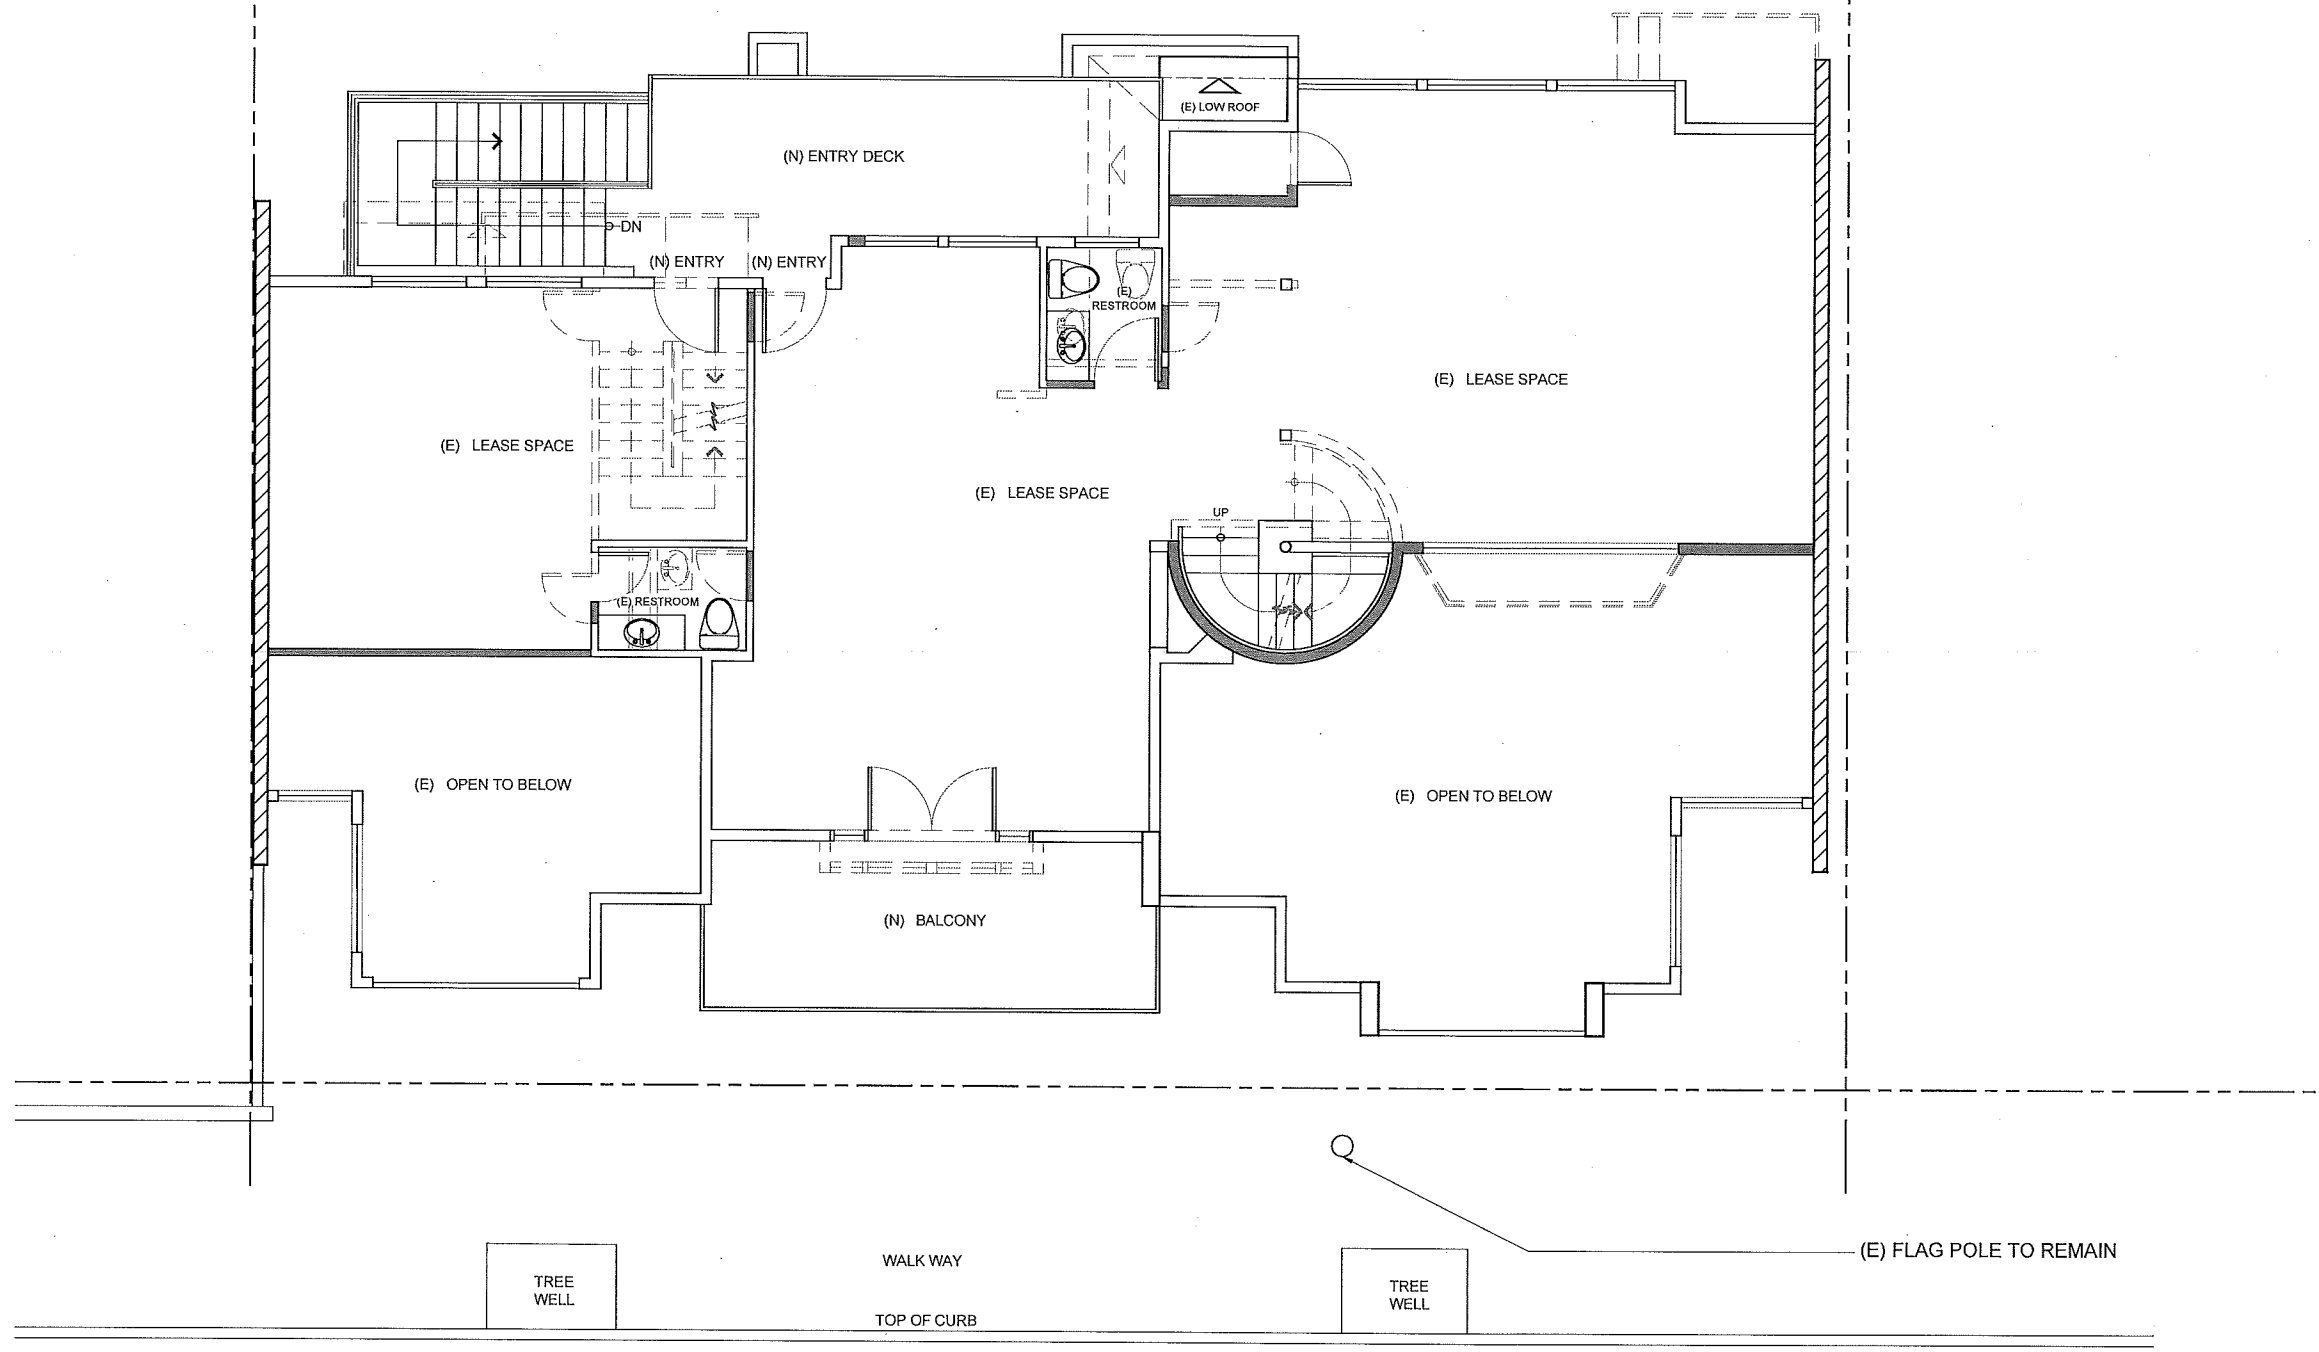 (E) LOW ROOF
(N) ENTRY DECK
DN
(N) ENTRY
(N) ENTRY
(E)
RESTROOM
(E) LEASE SPACE
(E) LEASE SPACE
(E) LEASE SPACE
UP
(E) RESTROOM
(E) OPEN TO BELOW
(E) OPEN TO BELOW
(N) BALCONY
(E) FLAG POLE TO REMAIN
WALK WAY
TREE
WELL
TREE
WELL
TOP OF CURB